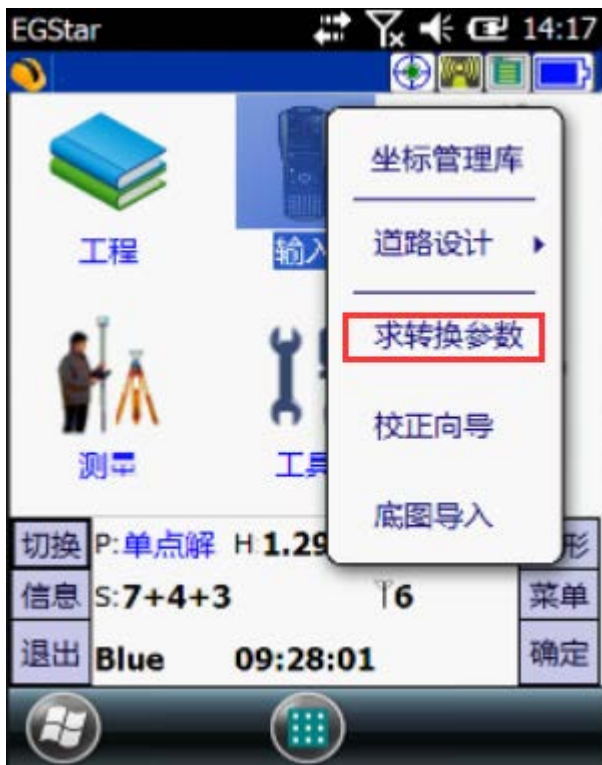 EGStar 14:17
工程
输入
坐标管理库
道路设计
求转换参数
校正向导
底图导入
测量
工具
切换 P:单点解 H:1.29 形
信息 S:7+4+3 6 菜单
退出 Blue 09:28:01 确定